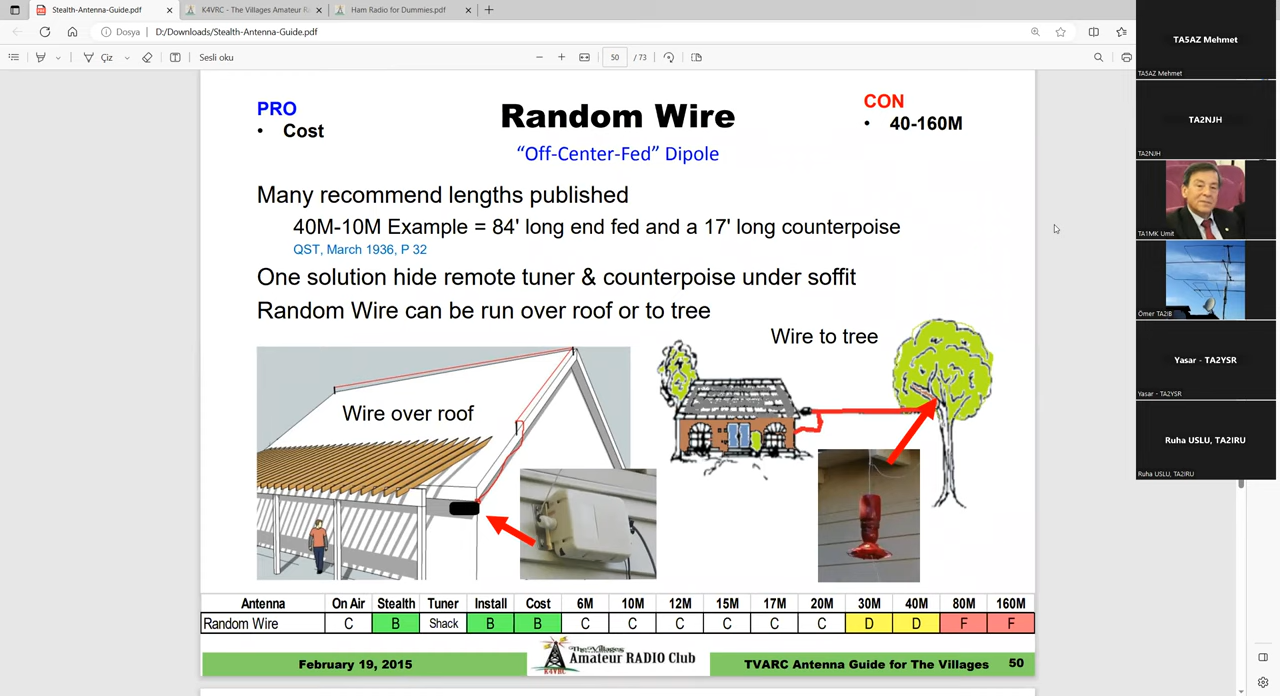 Stealth-Antenna-Guide.pdf
K4VRC - The Villages Amateur R
Ham Radio for Dummies.pdf
Dosya
D:/Downloads/Stealth-Antenna-Guide.pdf
Çiz
Sesli oku
50
/ 73
PRO
• Cost
Random Wire
"Off-Center-Fed" Dipole
CON
• 40-160M
Many recommend lengths published
40M-10M Example = 84' long end fed and a 17' long counterpoise
QST, March 1936, P 32
One solution hide remote tuner & counterpoise under soffit
Random Wire can be run over roof or to tree
Wire to tree
Wire over roof
Antenna On Air Stealth Tuner Install Cost 6M 10M 12M 15M 17M 20M 30M 40M 80M 160M
Random Wire C B Shack B B C C C C C C D D F F
February 19, 2015
The Villages
Amateur RADIO Club
K4VRC
TVARC Antenna Guide for The Villages 50
TA5AZ Mehmet
TA5AZ Mehmet
TA2NJH
TA2NJH
TA1MK Umit
Ömer TA2IB
Yasar - TA2YSR
Yasar - TA2YSR
Ruha USLU, TA2IRU
Ruha USLU, TA2IRU